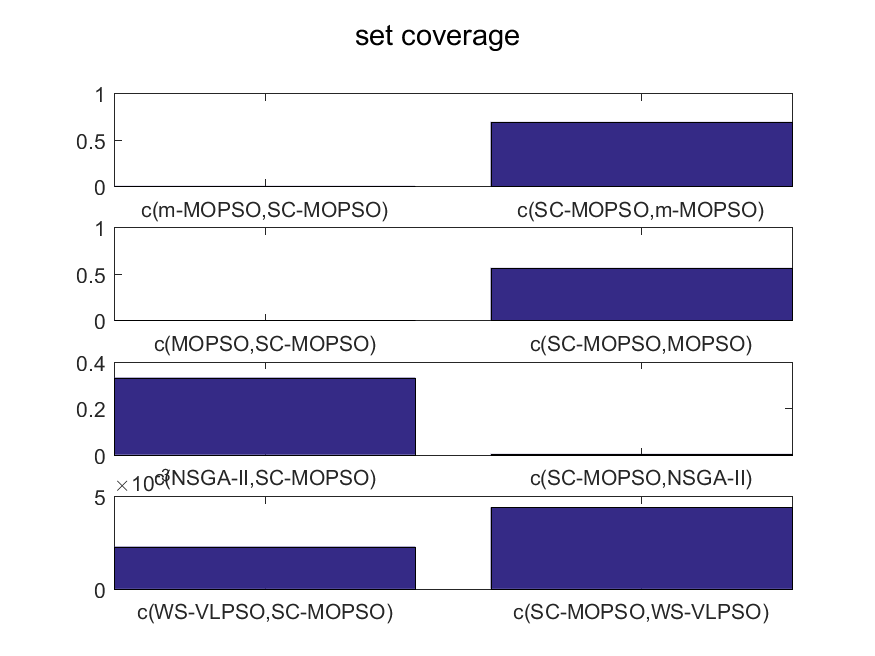 set coverage
1
0.5
0
c(m-MOPSO,SC-MOPSO) c(SC-MOPSO,m-MOPSO)
1
0.5
0
c(MOPSO,SC-MOPSO) c(SC-MOPSO,MOPSO)
0.4
0.2
0
c(NSGA-II,SC-MOPSO) c(SC-MOPSO,NSGA-II)
×10⁻³
5
0
c(WS-VLPSO,SC-MOPSO) c(SC-MOPSO,WS-VLPSO)